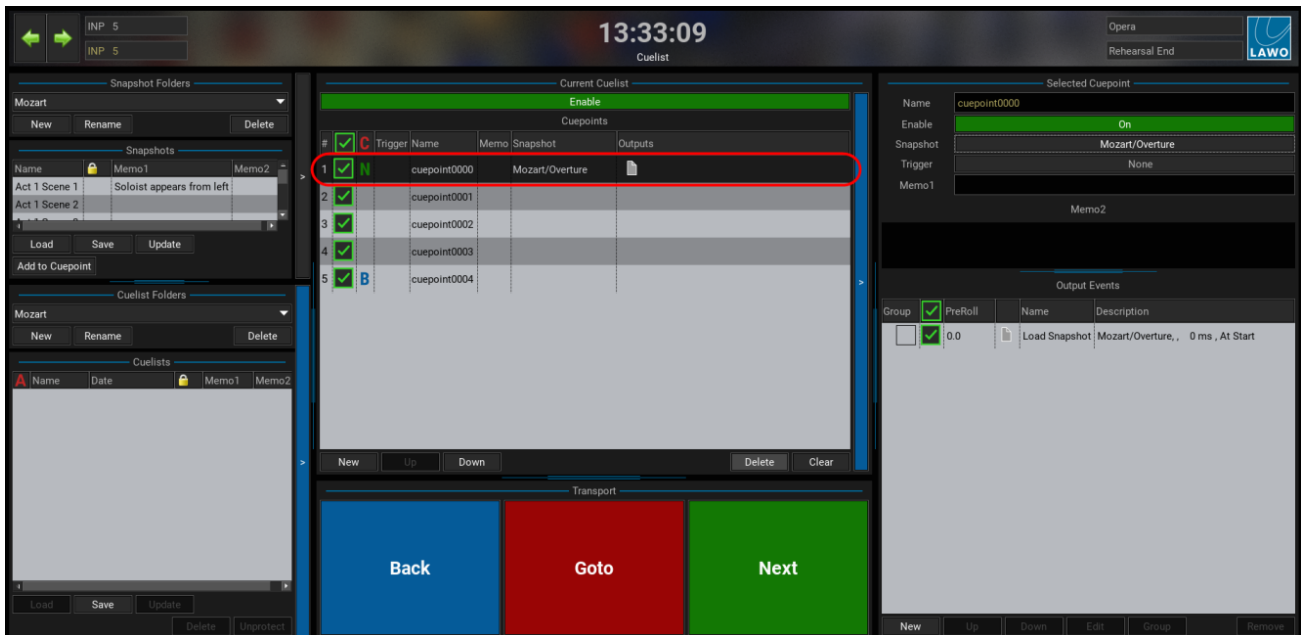 INP 5
INP 5
13:33:09
Cuelist
Opera
Rehearsal End
LAWO
Snapshot Folders
Mozart
New Rename Delete
Snapshots
Name Memo1 Memo2
Act 1 Scene 1 Soloist appears from left
Act 1 Scene 2
Load Save Update
Add to Cuepoint
Cuelist Folders
Mozart
New Rename Delete
Cuelists
A Name Date Memo1 Memo2
Load Save Update
Delete Unprotect
>
>
Current Cuelist
Enable
Cuepoints
# C Trigger Name Memo Snapshot Outputs
1 N cuepoint0000 Mozart/Overture
2 cuepoint0001
3 cuepoint0002
4 cuepoint0003
5 B cuepoint0004
New Up Down Delete Clear
>
Transport
Back Goto Next
Selected Cuepoint
Name cuepoint0000
Enable On
Snapshot Mozart/Overture
Trigger None
Memo1
Memo2
Output Events
Group PreRoll Name Description
0.0 Load Snapshot Mozart/Overture, , 0 ms , At Start
New Up Down Edit Group Remove